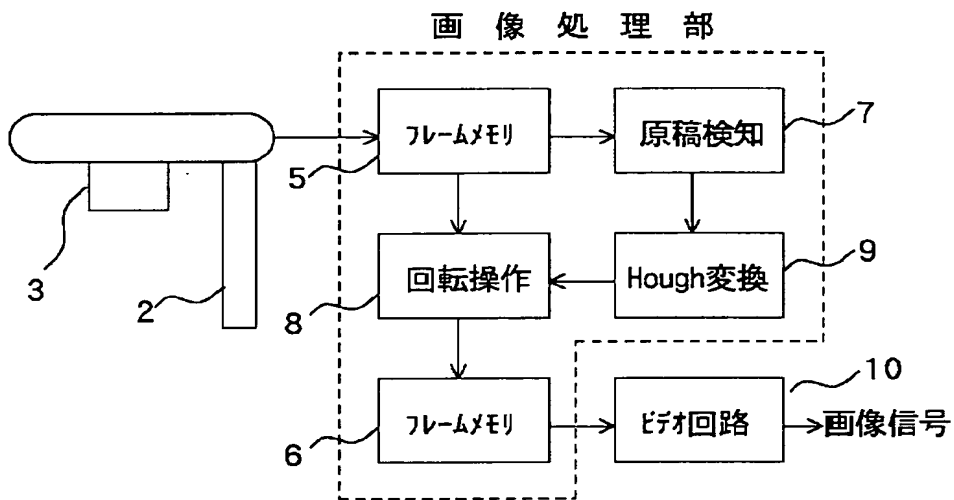 画像処理部
フレームメモリ
5
原稿検知
7
3
2
回転操作
8
Hough変換
9
フレームメモリ
6
ビデオ回路
10
画像信号